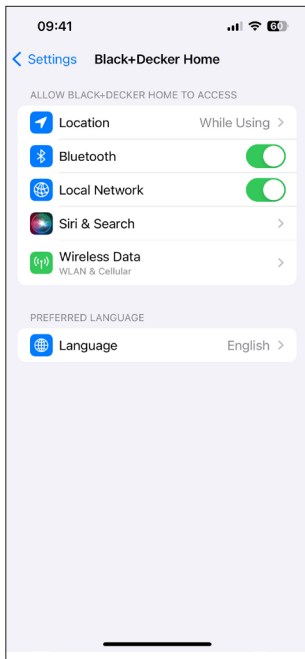 09:41
60
Settings Black+Decker Home
ALLOW BLACK+DECKER HOME TO ACCESS
Location While Using
Bluetooth
Local Network
Siri & Search
Wireless Data
WLAN & Cellular
PREFERRED LANGUAGE
Language English